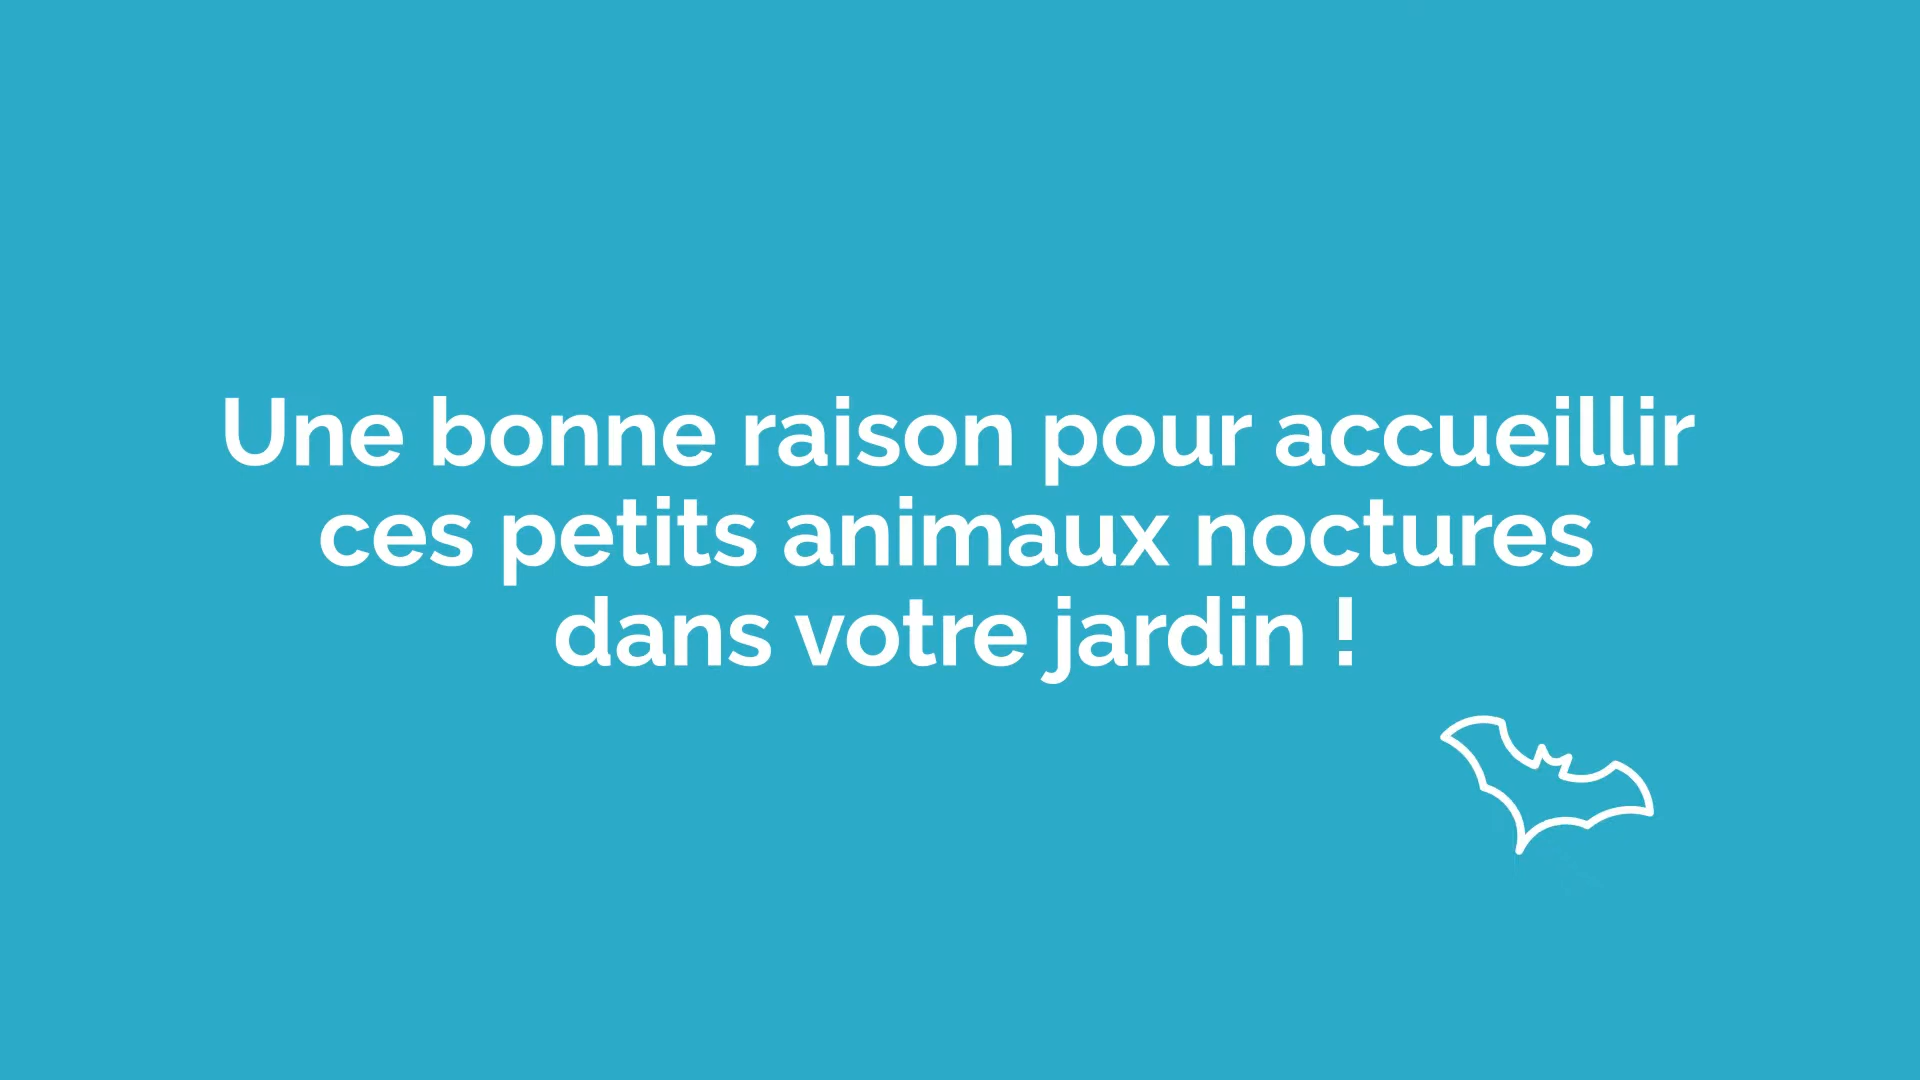 Une bonne raison pour accueillir
ces petits animaux noctures
dans votre jardin !